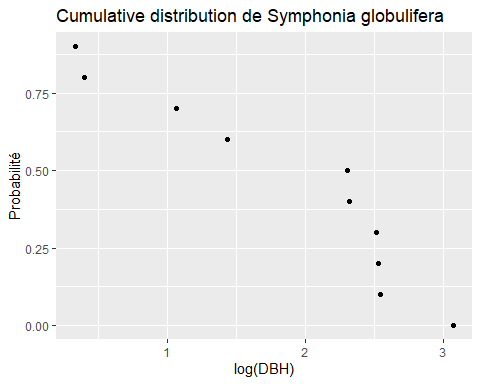 Cumulative distribution de Symphonia globulifera
Probabilité
0.75
0.50
0.25
0.00
1
2
3
log(DBH)